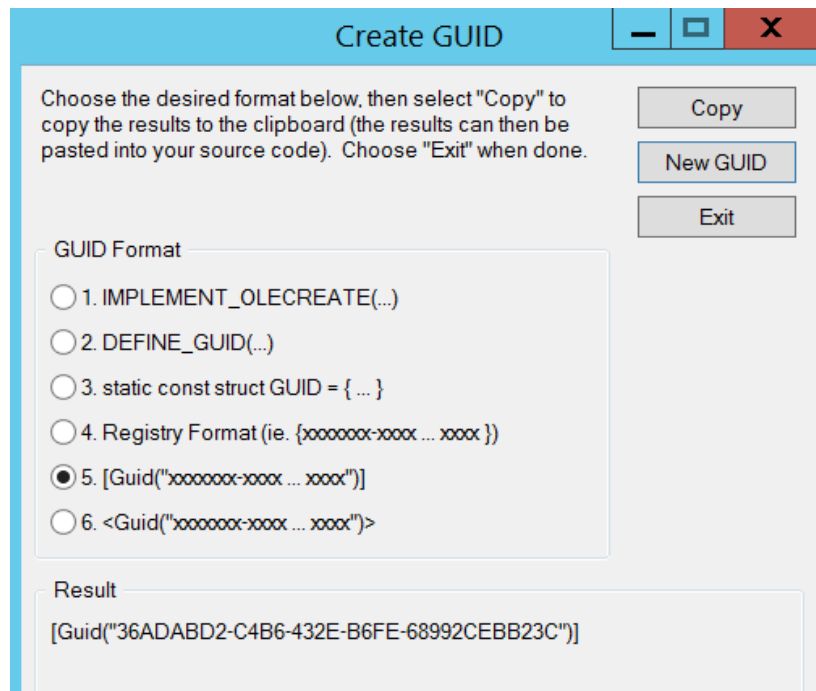 Create GUID
Choose the desired format below, then select "Copy" to
copy the results to the clipboard (the results can then be
pasted into your source code). Choose "Exit" when done.
Copy
New GUID
Exit
GUID Format
1. IMPLEMENT_OLECREATE(...)
2. DEFINE_GUID(...)
3. static const struct GUID = { ... }
4. Registry Format (ie. {xxxxxxx-xxxx ... xxxx })
5. [Guid("xxxxxxx-xxxx ... xxxx")]
6. <Guid("xxxxxxx-xxxx ... xxxx")>
Result
[Guid("36ADABD2-C4B6-432E-B6FE-68992CEBB23C")]